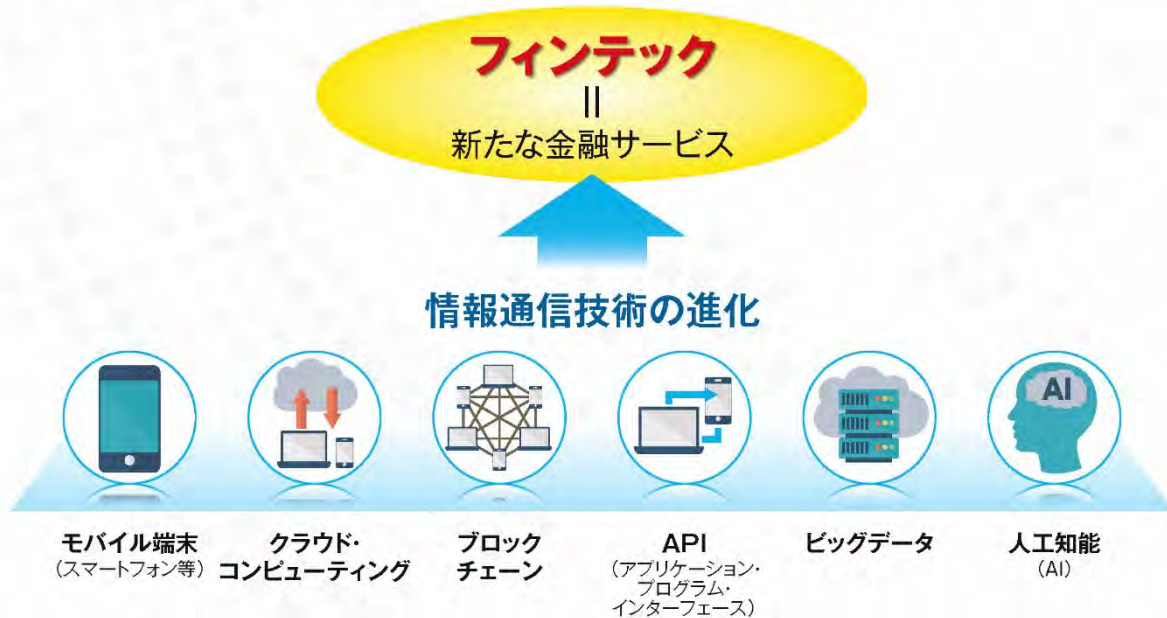 フィンテック
||
新たな金融サービス
情報通信技術の進化
AI
モバイル端末
(スマートフォン等)
クラウド・
コンピューティング
ブロック
チェーン
API
(アプリケーション・
プログラム・
インターフェース)
ビッグデータ
人工知能
(AI)